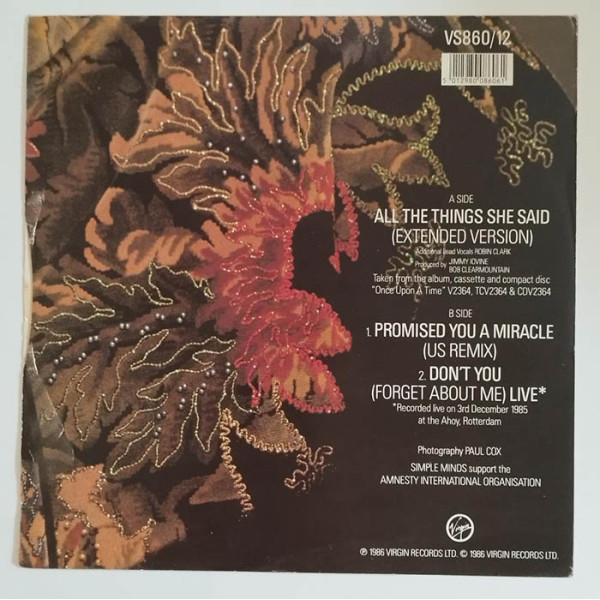 VS860/12
5 012980 086061
A SIDE
ALL THE THINGS SHE SAID
(EXTENDED VERSION)
Additional Lead Vocals ROBIN CLARK
Produced by JIMMY IOVINE
BOB CLEARMOUNTAIN
Taken from the album, cassette and compact disc
"Once Upon A Time" V2364, TCV2364 & CDV2364
B SIDE
1. PROMISED YOU A MIRACLE
(US REMIX)
2. DON'T YOU
(FORGET ABOUT ME) LIVE*
*Recorded live on 3rd December 1985
at the Ahoy, Rotterdam
Photography PAUL COX
SIMPLE MINDS support the
AMNESTY INTERNATIONAL ORGANISATION
Virgin
℗ 1986 VIRGIN RECORDS LTD. © 1986 VIRGIN RECORDS LTD.